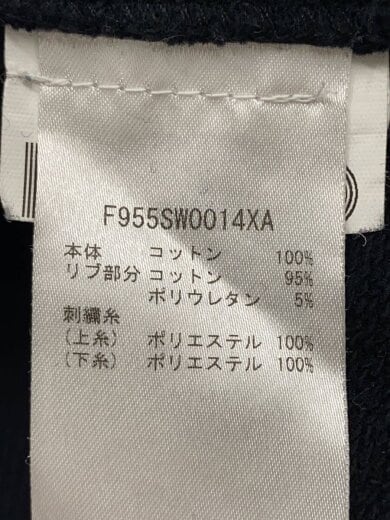 F955SW0014XA
本体 コットン 100%
リブ部分 コットン 95%
ポリウレタン 5%
刺繍糸
(上糸) ポリエステル 100%
(下糸) ポリエステル 100%